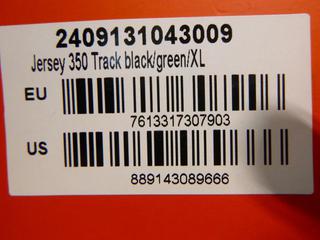 2409131043009
Jersey 350 Track black/green/XL
EU
7613317307903
US
889143089666